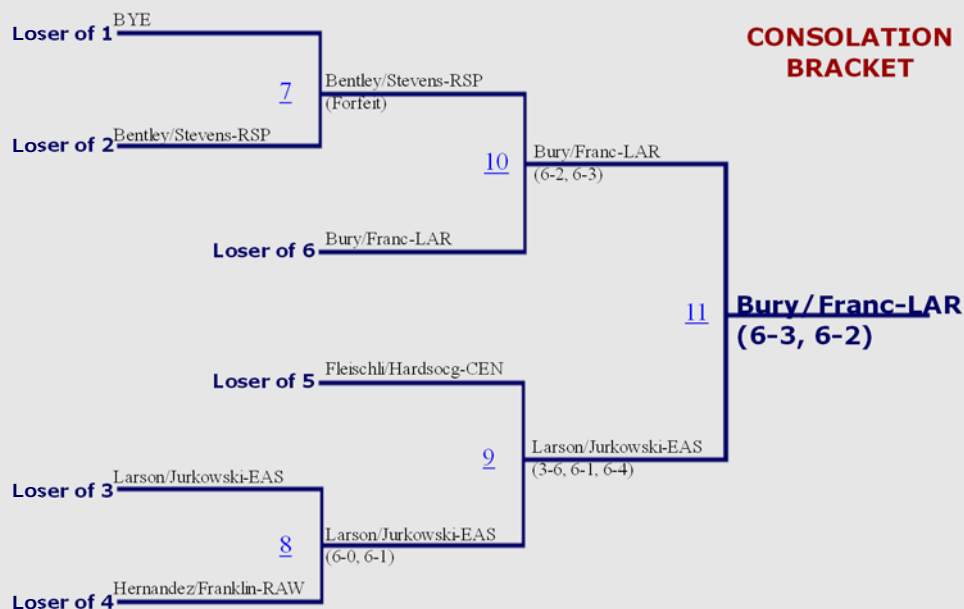 BYE
Loser of 1
CONSOLATION
BRACKET
7
Bentley/Stevens-RSP
(Forfeit)
Loser of 2
Bentley/Stevens-RSP
10
Bury/Franc-LAR
(6-2, 6-3)
Loser of 6
Bury/Franc-LAR
11
Bury/Franc-LAR
(6-3, 6-2)
Loser of 5
Fleischli/Hardsocg-CEN
9
Larson/Jurkowski-EAS
(3-6, 6-1, 6-4)
Loser of 3
Larson/Jurkowski-EAS
8
Larson/Jurkowski-EAS
(6-0, 6-1)
Loser of 4
Hernandez/Franklin-RAW